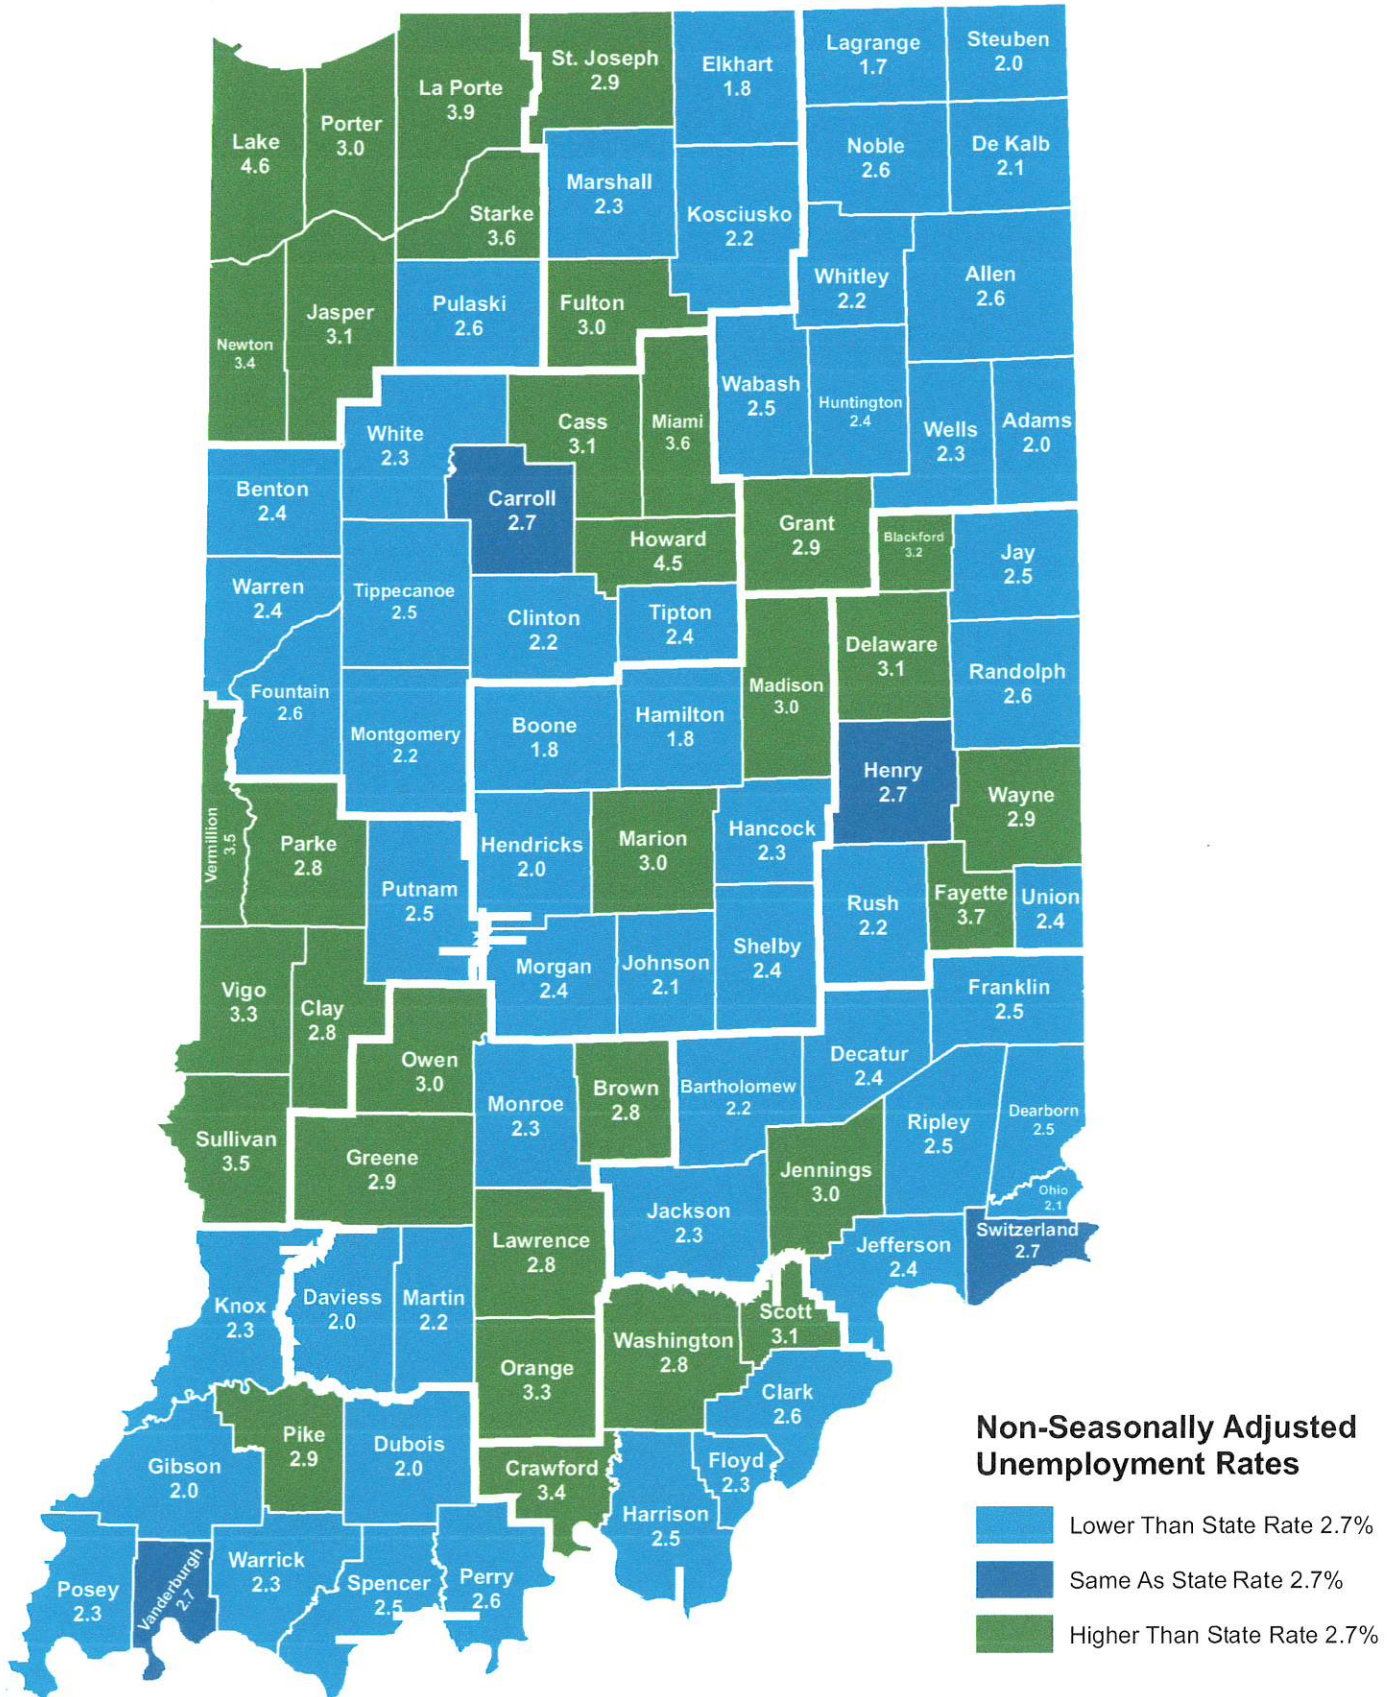 St. Joseph
2.9
Elkhart
1.8
Lagrange
1.7
Steuben
2.0
La Porte
3.9
Porter
3.0
Lake
4.6
Noble
2.6
De Kalb
2.1
Marshall
2.3
Kosciusko
2.2
Starke
3.6
Whitley
2.2
Allen
2.6
Pulaski
2.6
Fulton
3.0
Jasper
3.1
Newton
3.4
Wabash
2.5
Huntington
2.4
Wells
2.3
Adams
2.0
White
2.3
Cass
3.1
Miami
3.6
Benton
2.4
Carroll
2.7
Grant
2.9
Howard
4.5
Blackford
3.2
Jay
2.5
Warren
2.4
Tippecanoe
2.5
Clinton
2.2
Tipton
2.4
Delaware
3.1
Randolph
2.6
Fountain
2.6
Madison
3.0
Montgomery
2.2
Boone
1.8
Hamilton
1.8
Henry
2.7
Wayne
2.9
Vermillion
3.5
Parke
2.8
Hendricks
2.0
Marion
3.0
Hancock
2.3
Putnam
2.5
Rush
2.2
Fayette
3.7
Union
2.4
Vigo
3.3
Clay
2.8
Morgan
2.4
Johnson
2.1
Shelby
2.4
Franklin
2.5
Owen
3.0
Decatur
2.4
Monroe
2.3
Brown
2.8
Bartholomew
2.2
Ripley
2.5
Dearborn
2.5
Sullivan
3.5
Greene
2.9
Jennings
3.0
Ohio
2.1
Lawrence
2.8
Jackson
2.3
Jefferson
2.4
Switzerland
2.7
Knox
2.3
Daviess
2.0
Martin
2.2
Scott
3.1
Washington
2.8
Orange
3.3
Clark
2.6
Pike
2.9
Dubois
2.0
Gibson
2.0
Crawford
3.4
Floyd
2.3
Harrison
2.5
Posey
2.3
Vanderburgh
2.7
Warrick
2.3
Spencer
2.5
Perry
2.6
Non-Seasonally Adjusted
Unemployment Rates
Lower Than State Rate 2.7%
Same As State Rate 2.7%
Higher Than State Rate 2.7%